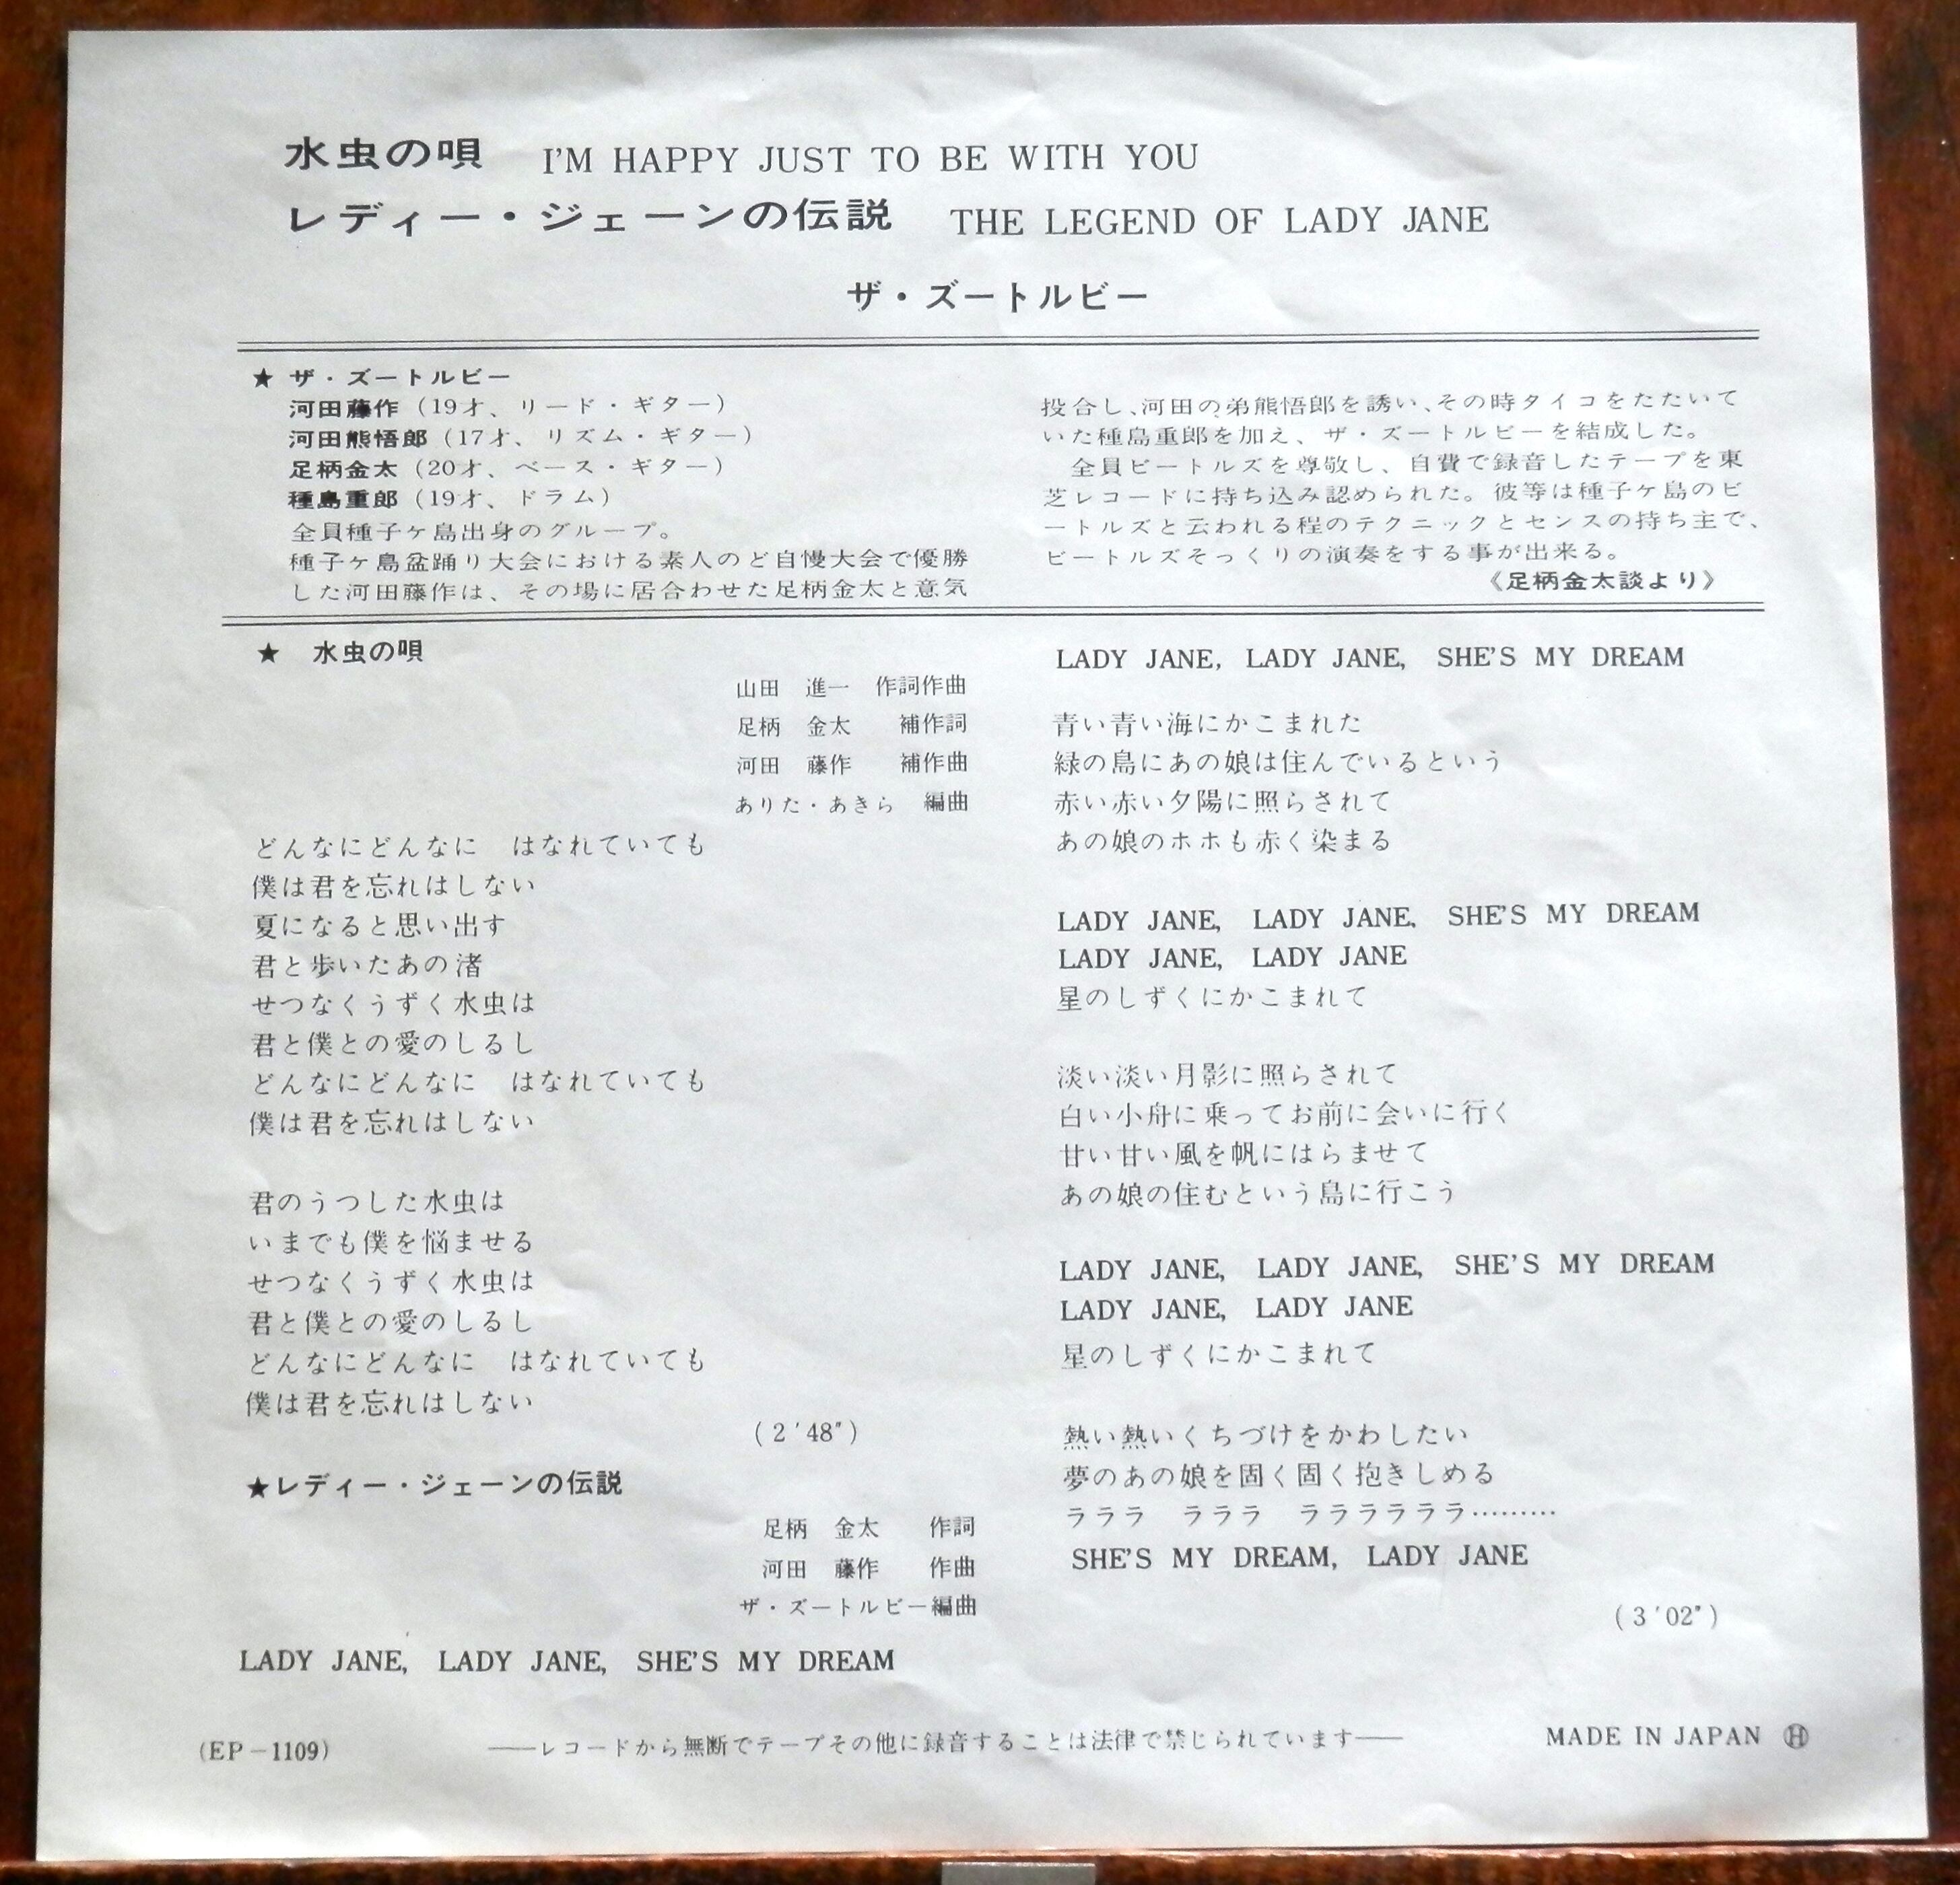 水虫の唄 I'M HAPPY JUST TO BE WITH YOU
レディー・ジェーンの伝説 THE LEGEND OF LADY JANE
ザ・ズートルビー
★ ザ・ズートルビー
河田藤作（19才、リード・ギター）
河田熊悟郎（17才、リズム・ギター）
足柄金太（20才、ベース・ギター）
種島重郎（19才、ドラム）
全員種子ヶ島出身のグループ。
種子ヶ島盆踊り大会における素人のど自慢大会で優勝
した河田藤作は、その場に居合わせた足柄金太と意気
投合し、河田の弟熊悟郎を誘い、その時タイコをたたいて
いた種島重郎を加え、ザ・ズートルビーを結成した。
全員ビートルズを尊敬し、自費で録音したテープを東
芝レコードに持ち込み認められた。彼等は種子ヶ島のビ
ートルズと云われる程のテクニックとセンスの持ち主で、
ビートルズそっくりの演奏をする事が出来る。
《足柄金太談より》
★ 水虫の唄
山田 進一 作詞作曲
足柄 金太 補作詞
河田 藤作 補作曲
ありた・あきら 編曲
どんなにどんなに はなれていても
僕は君を忘れはしない
夏になると思い出す
君と歩いたあの渚
せつなくうずく水虫は
君と僕との愛のしるし
どんなにどんなに はなれていても
僕は君を忘れはしない
君のうつした水虫は
いまでも僕を悩ませる
せつなくうずく水虫は
君と僕との愛のしるし
どんなにどんなに はなれていても
僕は君を忘れはしない
(2′48″)
★レディー・ジェーンの伝説
足柄 金太 作詞
河田 藤作 作曲
ザ・ズートルビー編曲
LADY JANE, LADY JANE, SHE'S MY DREAM
LADY JANE, LADY JANE, SHE'S MY DREAM
青い青い海にかこまれた
緑の島にあの娘は住んでいるという
赤い赤い夕陽に照らされて
あの娘のホホも赤く染まる
LADY JANE, LADY JANE, SHE'S MY DREAM
LADY JANE, LADY JANE
星のしずくにかこまれて
淡い淡い月影に照らされて
白い小舟に乗ってお前に会いに行く
甘い甘い風を帆にはらませて
あの娘の住むという島に行こう
LADY JANE, LADY JANE, SHE'S MY DREAM
LADY JANE, LADY JANE
星のしずくにかこまれて
熱い熱いくちづけをかわしたい
夢のあの娘を固く固く抱きしめる
ラララ ラララ ララララララ………
SHE'S MY DREAM, LADY JANE
(3′02″)
(EP－1109)
――レコードから無断でテープその他に録音することは法律で禁じられています――
MADE IN JAPAN Ⓗ